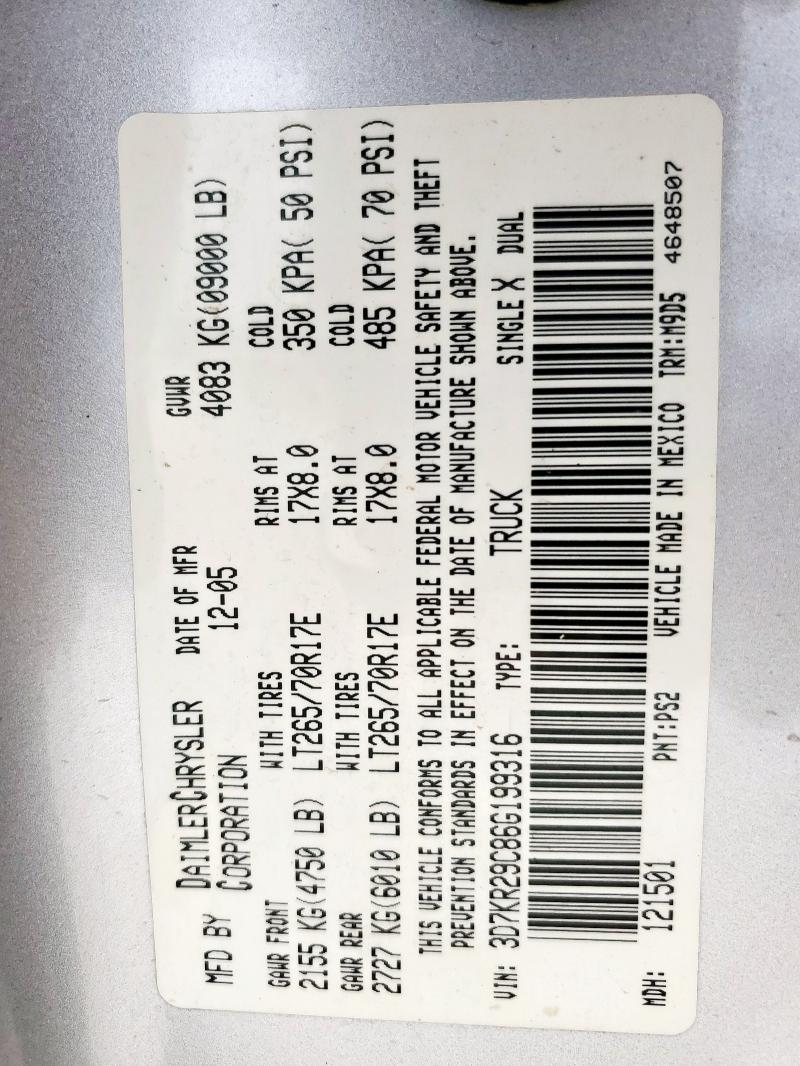 MFD BY DAIMLERCHRYSLER CORPORATION DATE OF MFR 12-05 GVWR 4083 KG(09000 LB)
GAWR FRONT WITH TIRES RIMS AT COLD
2155 KG(4750 LB) LT265/70R17E 17X8.0 350 KPA( 50 PSI)
GAWR REAR WITH TIRES RIMS AT COLD
2727 KG(6010 LB) LT265/70R17E 17X8.0 485 KPA( 70 PSI)
THIS VEHICLE CONFORMS TO ALL APPLICABLE FEDERAL MOTOR VEHICLE SAFETY AND THEFT
PREVENTION STANDARDS IN EFFECT ON THE DATE OF MANUFACTURE SHOWN ABOVE.
VIN: 3D7KR29C86G199316 TYPE: TRUCK SINGLE X DUAL
MDH: 121501 PNT:PS2 VEHICLE MADE IN MEXICO TRM:M9D5 4648507